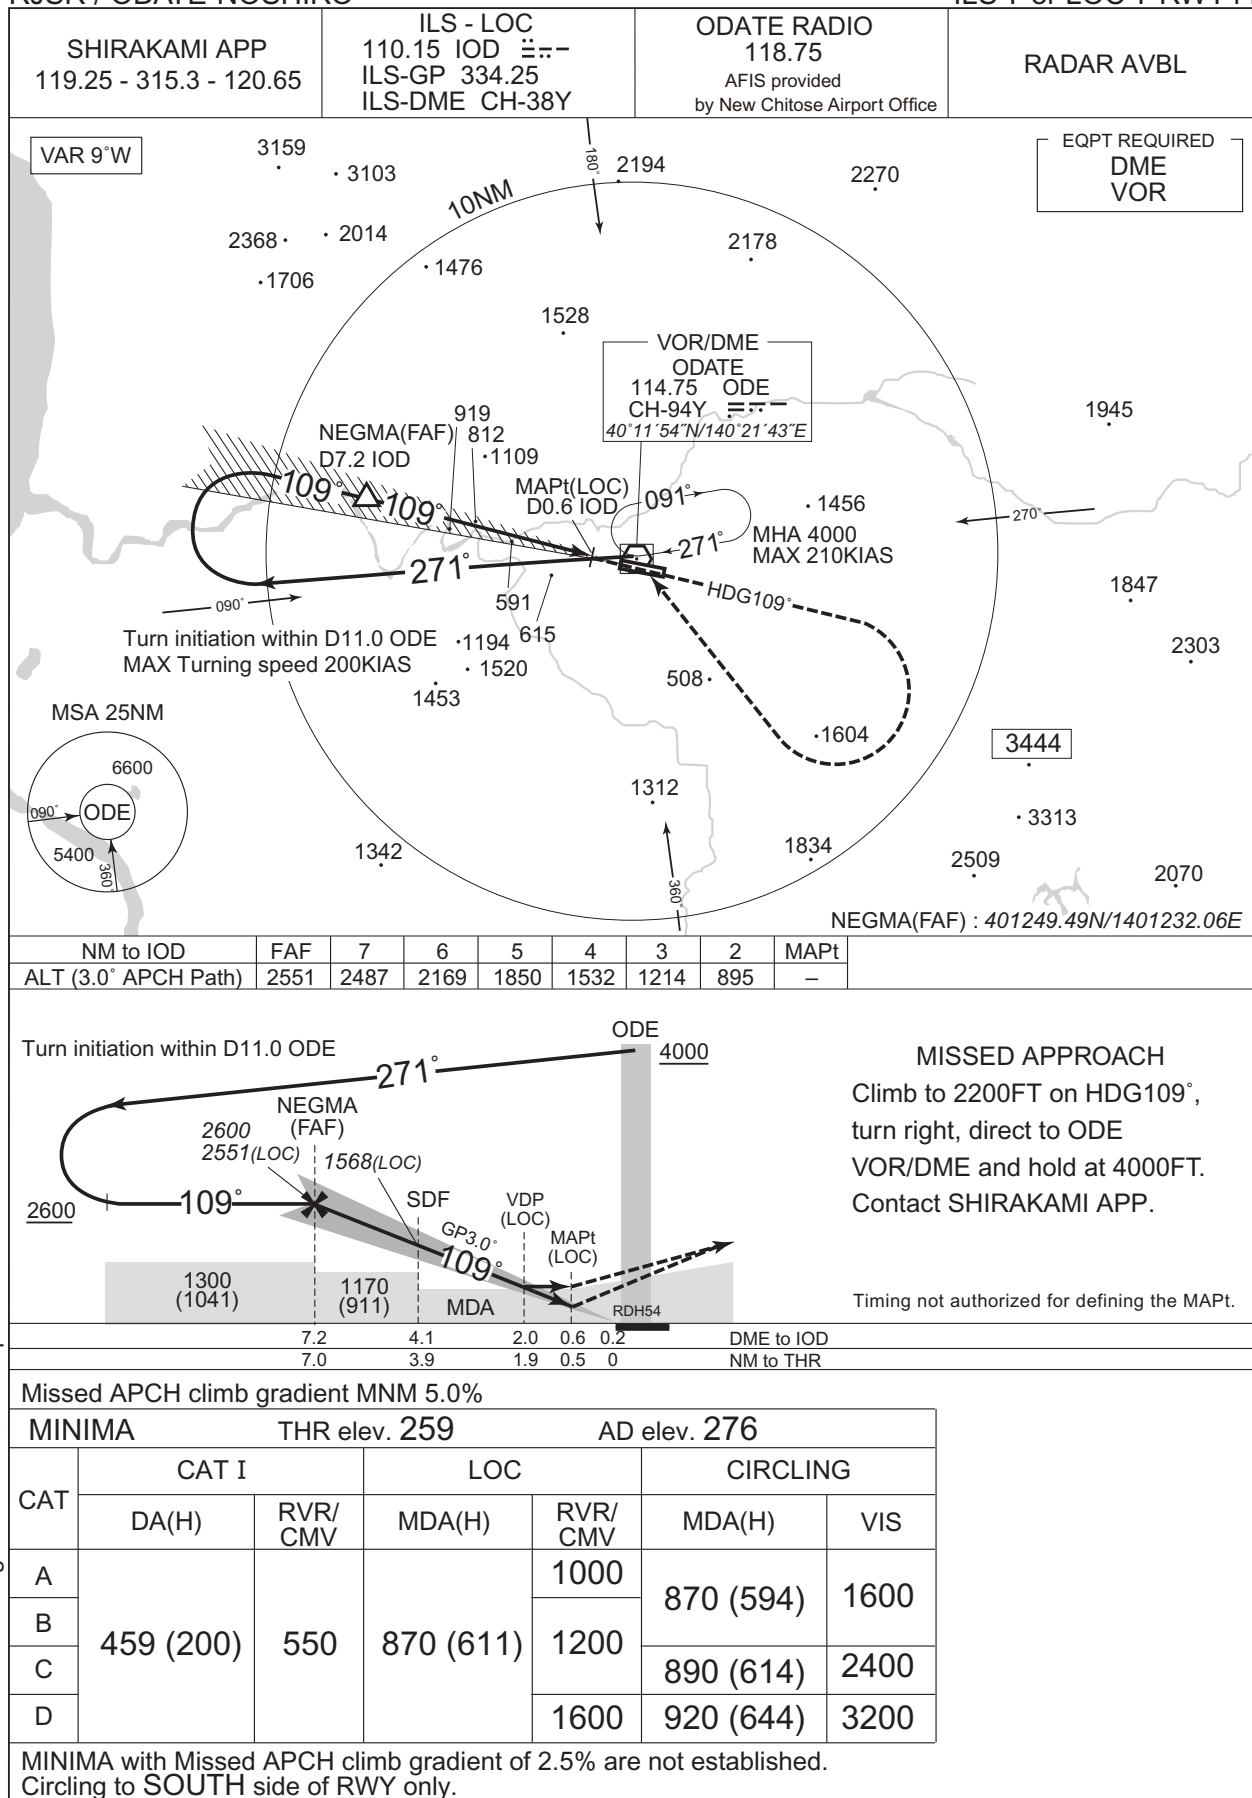 SHIRAKAMI APP
119.25 - 315.3 - 120.65
ILS - LOC
110.15 IOD
ILS-GP 334.25
ILS-DME CH-38Y
ODATE RADIO
118.75
AFIS provided
by New Chitose Airport Office
RADAR AVBL
VAR 9˚W
EQPT REQUIRED
DME
VOR
3159
3103
180˚
2194
2270
10NM
2368
2014
2178
1476
1706
1528
VOR/DME
ODATE
114.75 ODE
CH-94Y
40˚11´54˝N/140˚21´43˝E
1945
919
NEGMA(FAF)
812
D7.2 IOD
1109
109˚
109˚
MAPt(LOC)
D0.6 IOD
091˚
1456
270˚
MHA 4000
MAX 210KIAS
271˚
271˚
HDG109˚
1847
090˚
591
615
Turn initiation within D11.0 ODE
MAX Turning speed 200KIAS
1194
1520
1453
2303
508
MSA 25NM
6600
090˚
ODE
5400
360˚
1604
3444
1312
3313
1342
1834
2509
2070
360˚
NEGMA(FAF) : 401249.49N/1401232.06E
NM to IOD FAF 7 6 5 4 3 2 MAPt
ALT (3.0˚ APCH Path) 2551 2487 2169 1850 1532 1214 895 –
ODE
Turn initiation within D11.0 ODE
4000
271˚
NEGMA
(FAF)
2600
2551(LOC)
1568(LOC)
SDF
VDP
(LOC)
MAPt
(LOC)
2600
109˚
GP3.0˚
109˚
1300
(1041)
1170
(911)
MDA
RDH54
MISSED APPROACH
Climb to 2200FT on HDG109˚,
turn right, direct to ODE
VOR/DME and hold at 4000FT.
Contact SHIRAKAMI APP.
Timing not authorized for defining the MAPt.
7.2 4.1 2.0 0.6 0.2 DME to IOD
7.0 3.9 1.9 0.5 0 NM to THR
Missed APCH climb gradient MNM 5.0%
MINIMA THR elev. 259 AD elev. 276
CAT
CAT I LOC CIRCLING
DA(H) RVR/CMV MDA(H) RVR/CMV MDA(H) VIS
A
B
C
D
459 (200) 550 870 (611)
1000
1200
1600
870 (594) 1600
890 (614) 2400
920 (644) 3200
MINIMA with Missed APCH climb gradient of 2.5% are not established.
Circling to SOUTH side of RWY only.